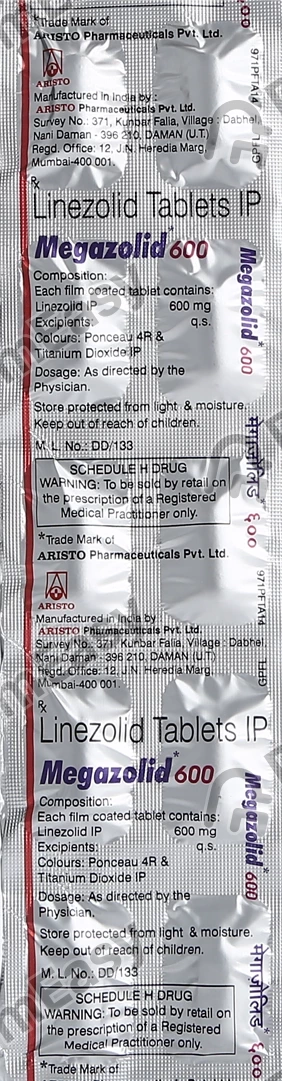 ६००
*Trade Mark of
ARISTO Pharmaceuticals Pvt. Ltd.
ARISTO
Manufactured in India by :
ARISTO Pharmaceuticals Pvt. Ltd.
Survey No.: 371, Kunbar Falia, Village : Dabhel,
Nani Daman - 396 210, DAMAN (U.T.)
Regd. Office: 12, J.N. Heredia Marg,
Mumbai-400 001.
971PFTA14
GPFL
Rx
Linezolid Tablets IP
Megazolid*600
Composition:
Each film coated tablet contains:
Linezolid IP 600 mg
Excipients: q.s.
Colours: Ponceau 4R &
Titanium Dioxide IP
Dosage: As directed by the
Physician.
Megazolid* 600
Store protected from light & moisture.
Keep out of reach of children.
M. L. No.: DD/133
SCHEDULE H DRUG
WARNING: To be sold by retail on
the prescription of a Registered
Medical Practitioner only.
मेगाज़ोलिड* ६००
*Trade Mark of
ARISTO Pharmaceuticals Pvt. Ltd.
ARISTO
Manufactured in India by
ARISTO Pharmaceuticals Pvt. Ltd.
Survey No.: 371, Kunbar Falia, Village : Dabhel,
Nani Daman - 396 210, DAMAN (U.T.)
Regd. Office: 12, J.N. Heredia Marg,
Mumbai-400 001.
971PFTA14
GPFL
Rx
Linezolid Tablets IP
Megazolid*600
Composition:
Each film coated tablet contains:
Linezolid IP 600 mg
Excipients: q.s.
Colours: Ponceau 4R &
Titanium Dioxide IP
Dosage: As directed by the
Physician.
Megazolid* 600
Store protected from light & moisture.
Keep out of reach of children.
M. L. No.: DD/133
SCHEDULE H DRUG
WARNING: To be sold by retail on
the prescription of a Registered
Medical Practitioner only.
मेगाज़ोलिड* ६००
*Trade Mark of